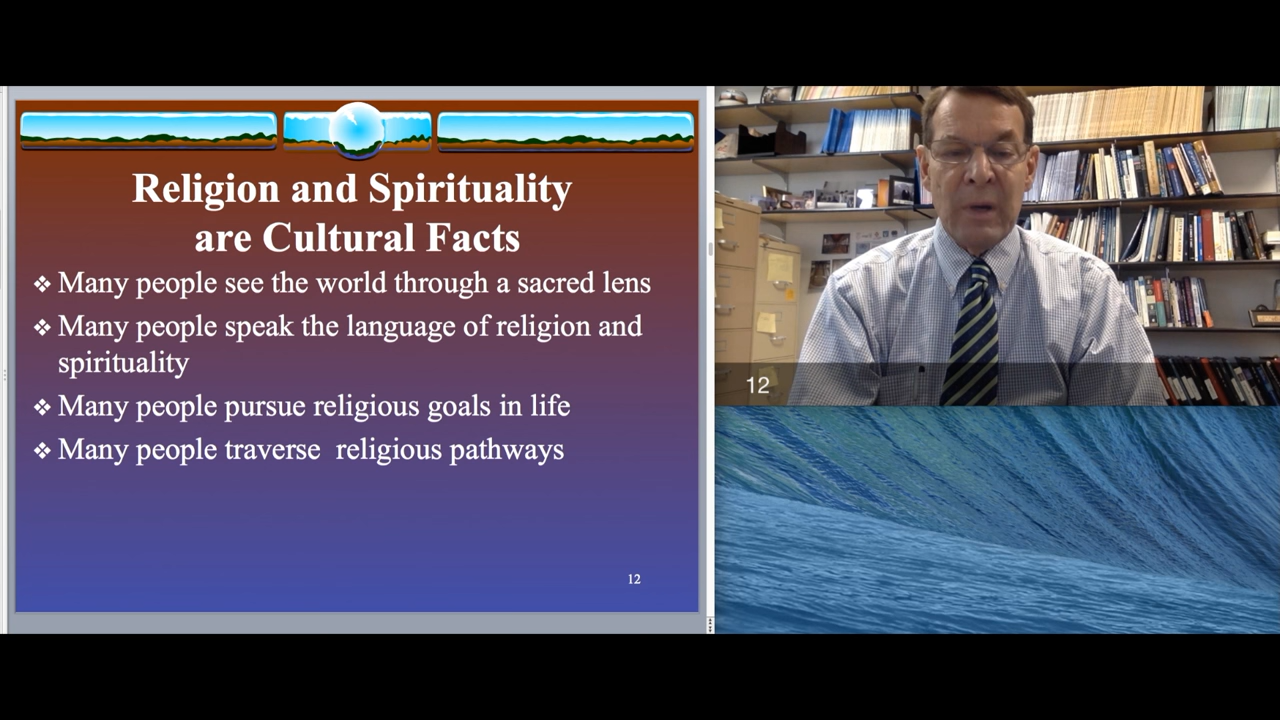 Religion and Spirituality
are Cultural Facts
❖ Many people see the world through a sacred lens
❖ Many people speak the language of religion and
spirituality
❖ Many people pursue religious goals in life
❖ Many people traverse  religious pathways
12
12